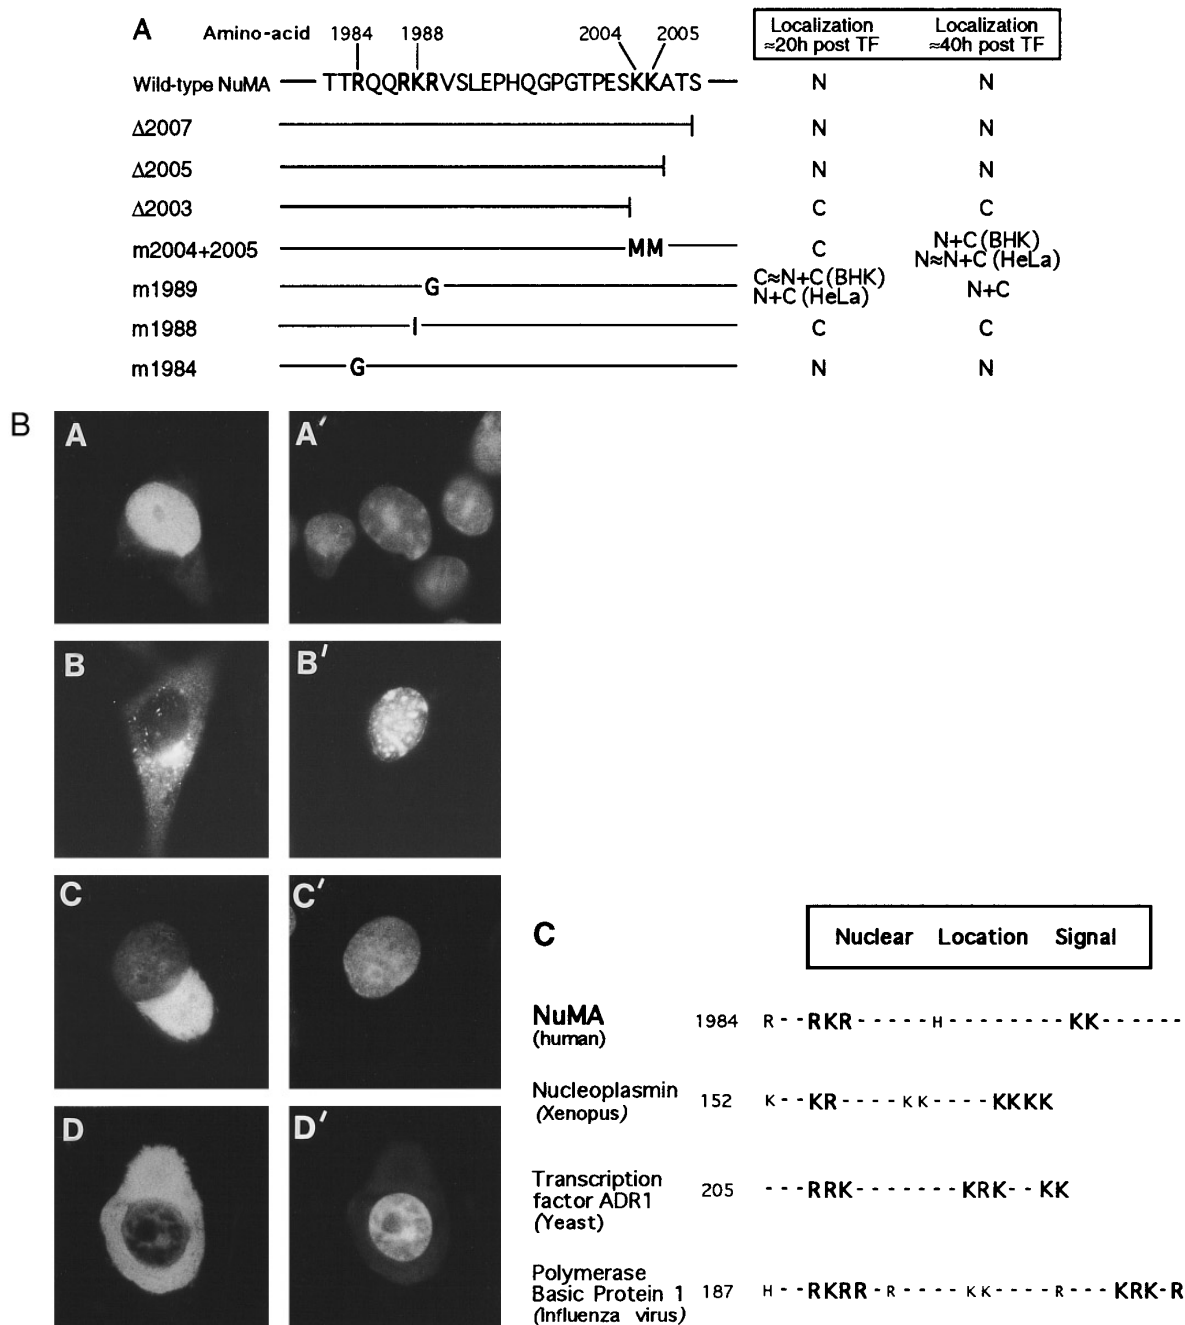 A Amino-acid 1984 1988 2004 2005 Localization ≈20h post TF Localization ≈40h post TF
Wild-type NuMA TTRQQRKRVSLEPHQGPGTPESKKATS N N
Δ2007 N N
Δ2005 N N
Δ2003 C C
m2004+2005 MM C N+C (BHK) N≈N+C (HeLa)
m1989 G C≈N+C (BHK) N+C (HeLa) N+C
m1988 I C C
m1984 G N N
B
A A'
B B'
C C'
D D'
C Nuclear Location Signal
NuMA (human) 1984 R--RKR-----H--------KK------
Nucleoplasmin (Xenopus) 152 K--KR----KK----KKKK
Transcription factor ADR1 (Yeast) 205 ---RRK-------KRK--KK
Polymerase Basic Protein 1 (Influenza virus) 187 H--RKRR-R----KK----R---KRK-R